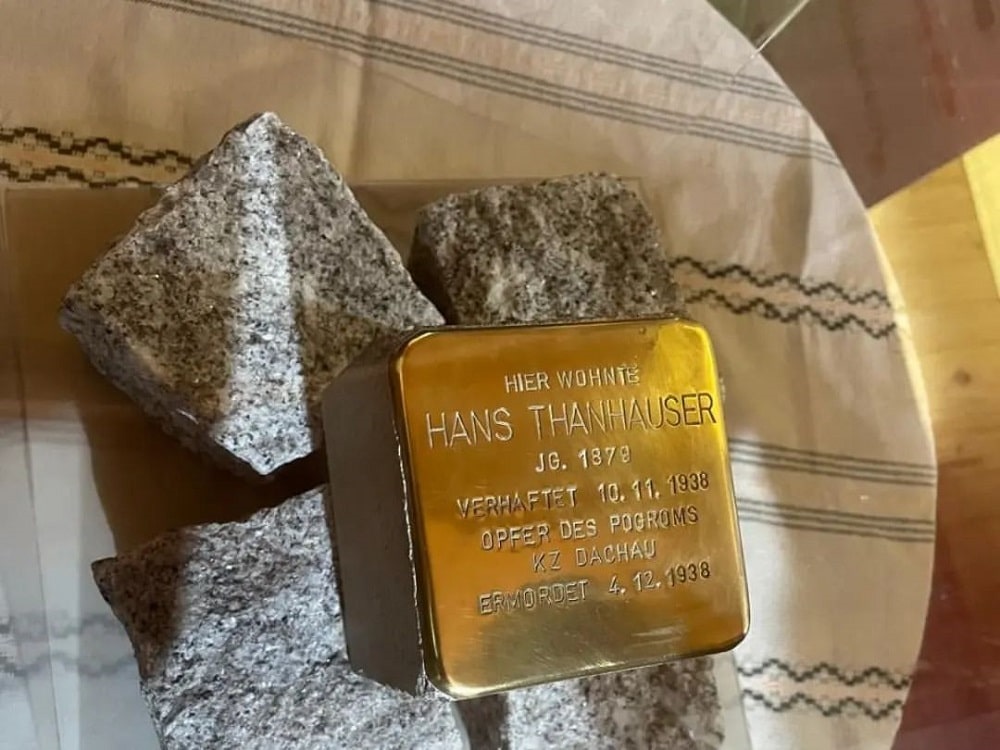 HIER WOHNTE
HANS THANHAUSER
JG. 1879
VERHAFTET 10.11.1938
OPFER DES POGROMS
KZ DACHAU
ERMORDET 4.12.1938